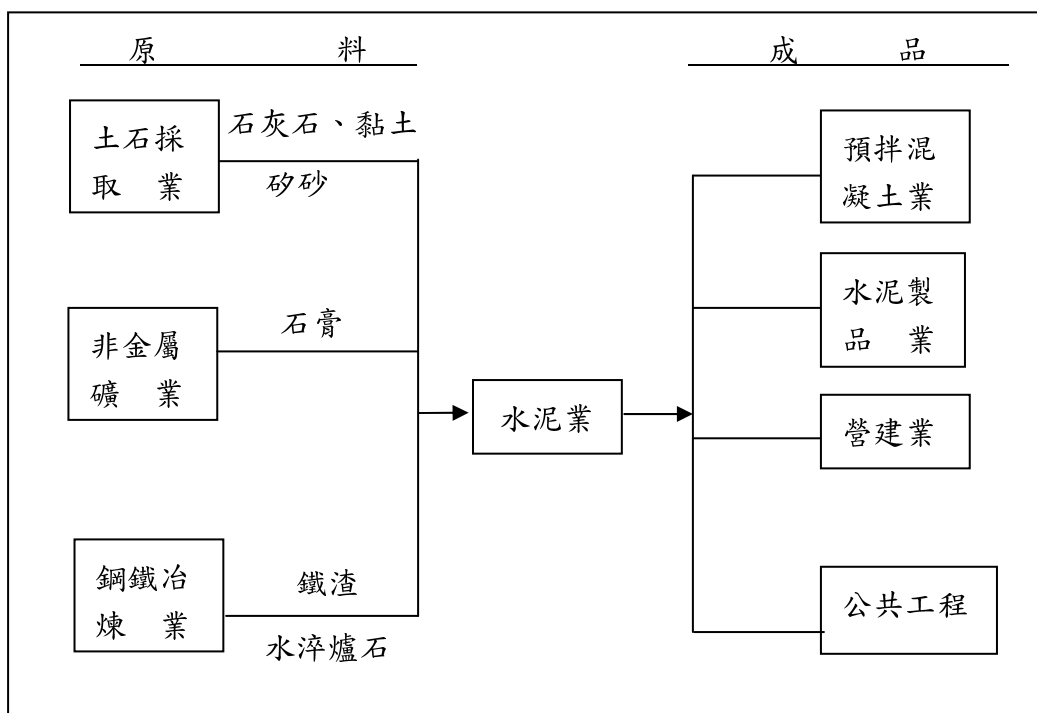 原 料
成 品
土石採
取 業
石灰石、黏土
矽砂
非金屬
礦 業
石膏
鋼鐵冶
煉 業
鐵渣
水淬爐石
水泥業
預拌混
凝土業
水泥製
品 業
營建業
公共工程